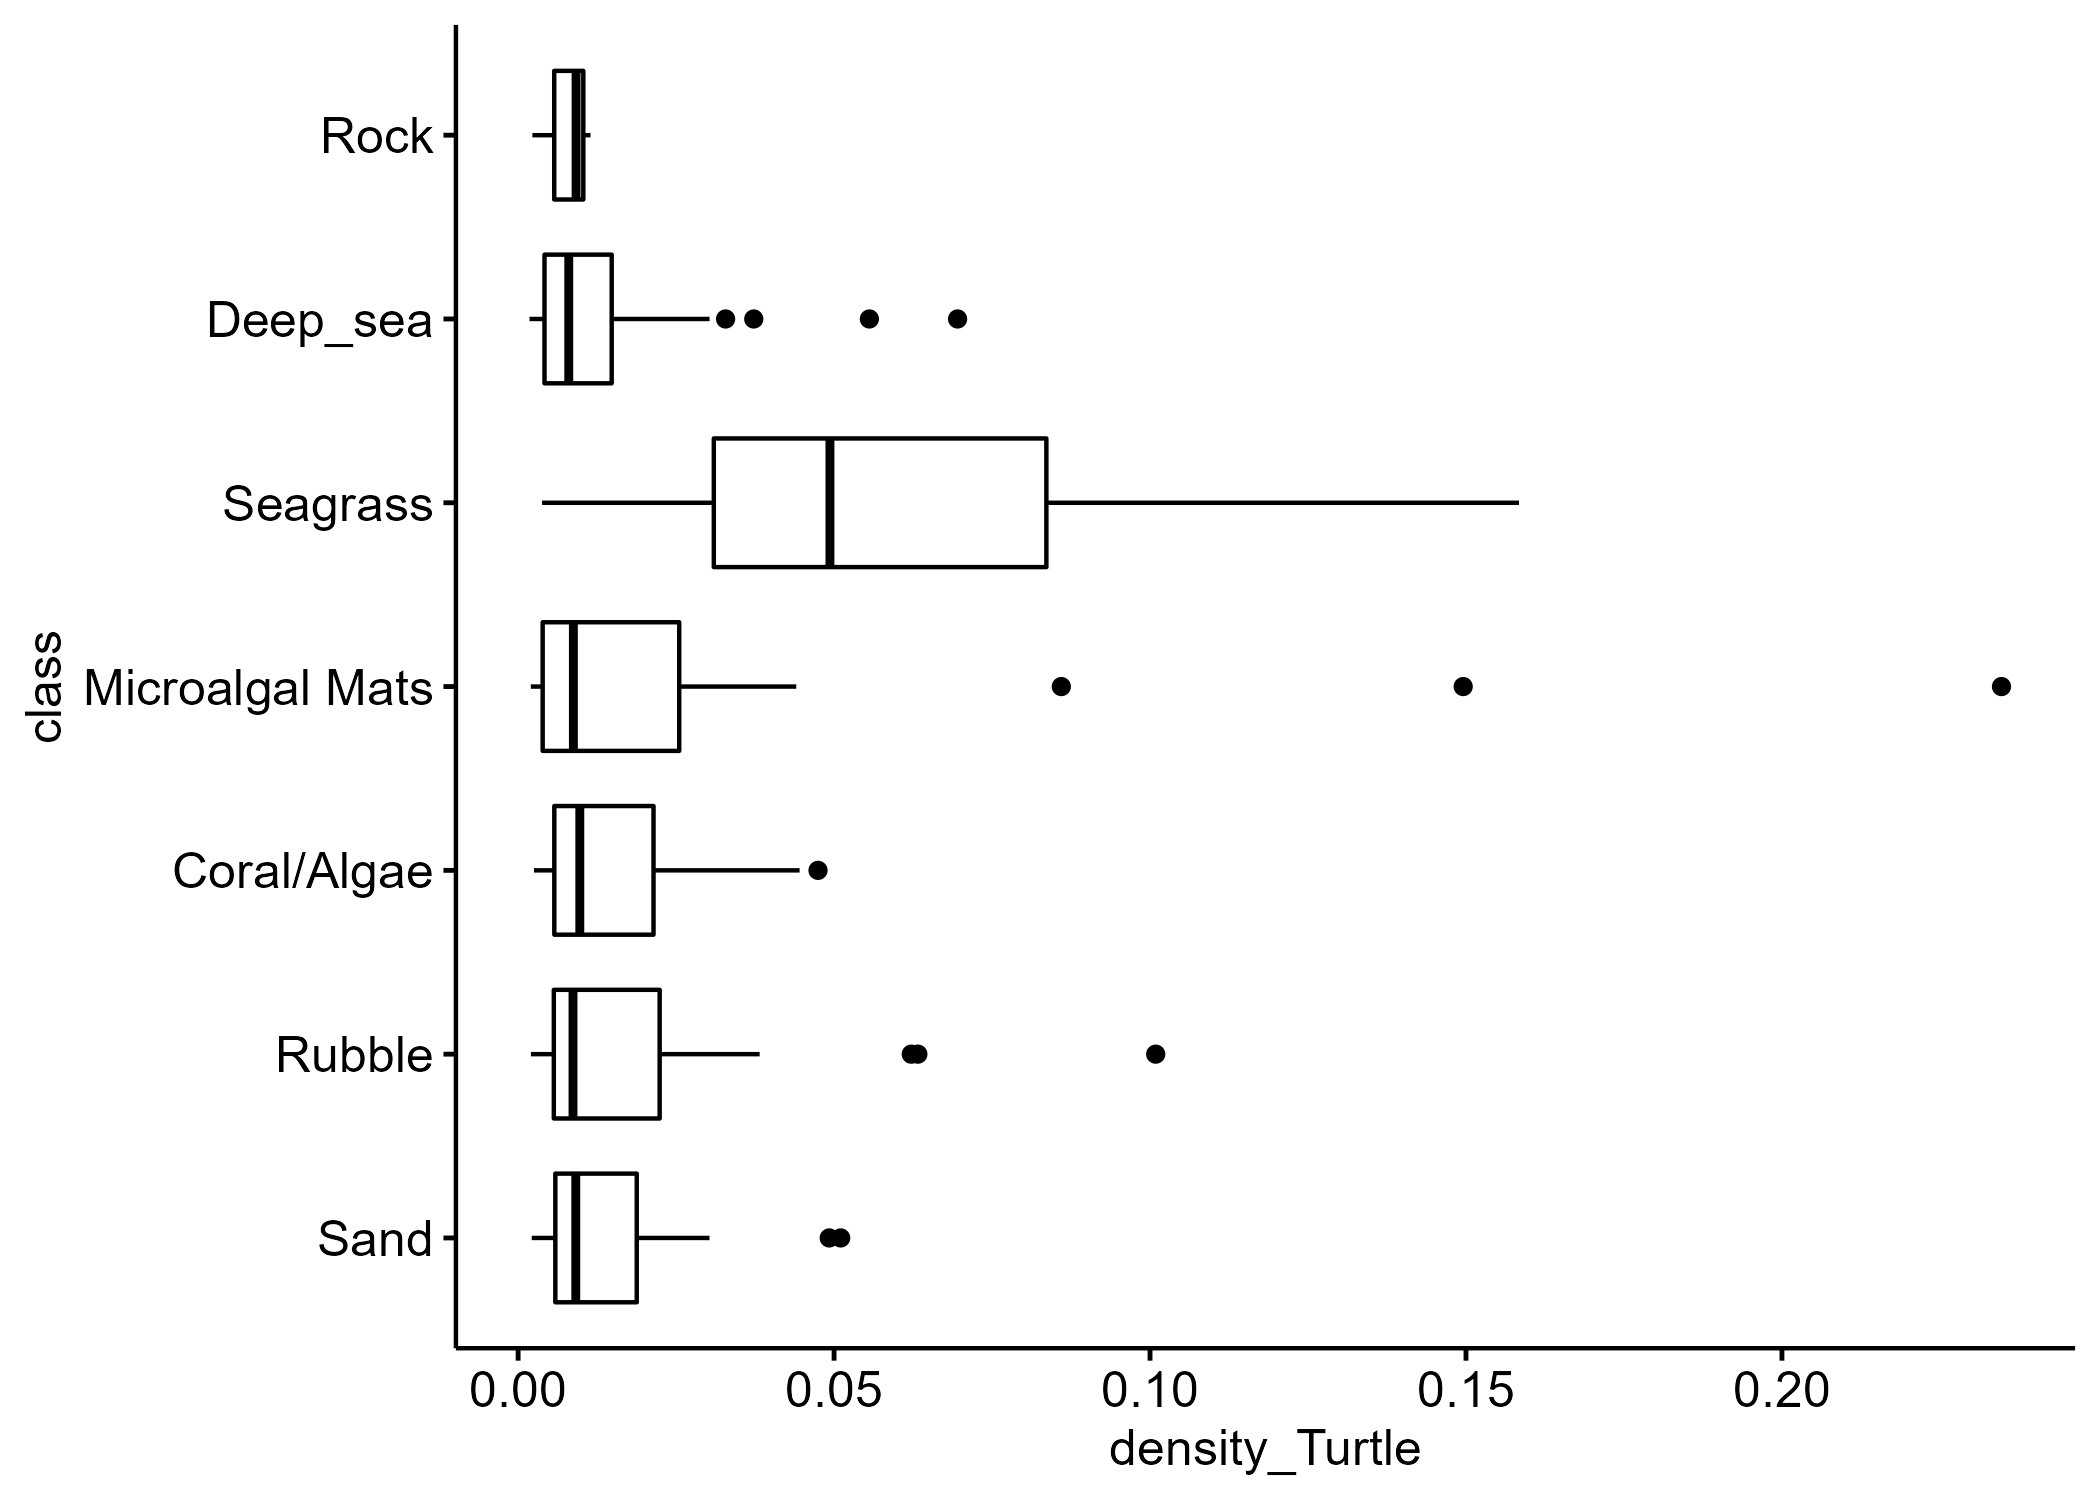 Rock
Deep_sea
Seagrass
Microalgal Mats
Coral/Algae
Rubble
Sand
class
0.00 0.05 0.10 0.15 0.20
density_Turtle